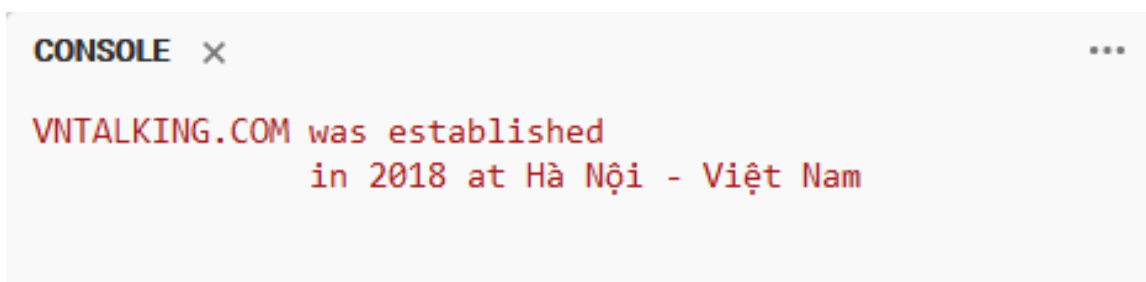 CONSOLE ×
VNTALKING.COM was established
in 2018 at Hà Nội - Việt Nam